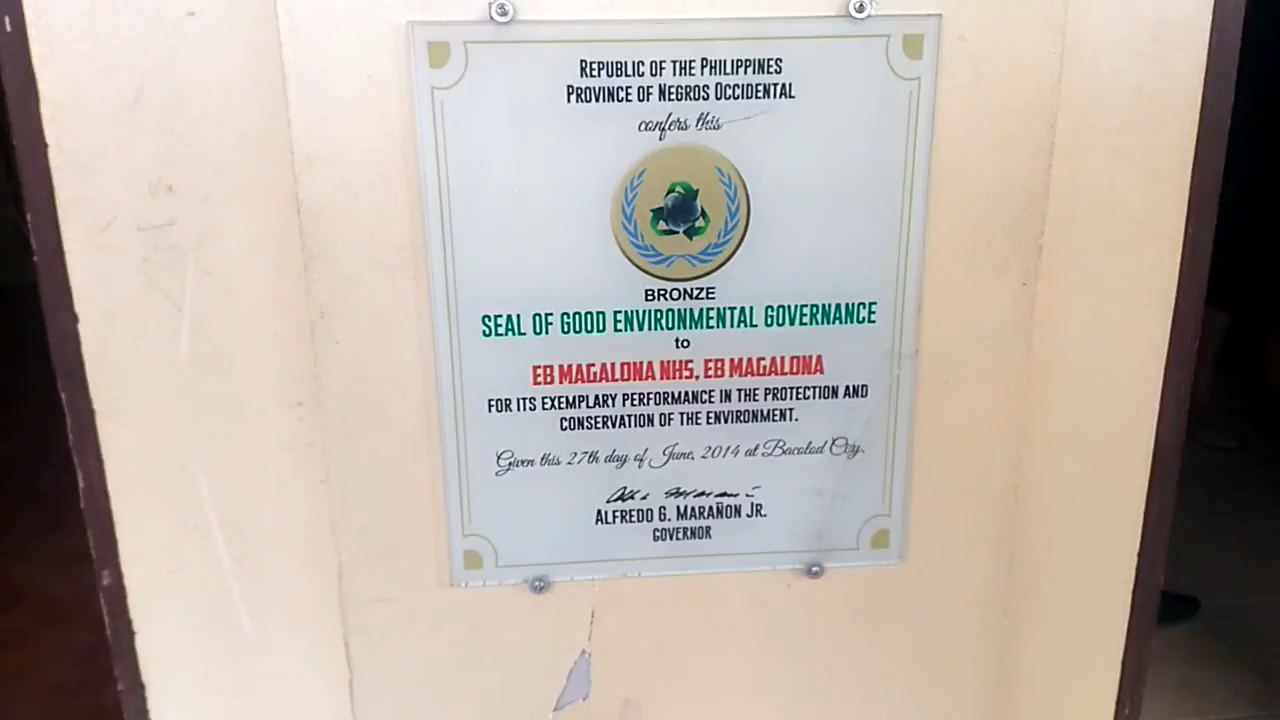 REPUBLIC OF THE PHILIPPINES
PROVINCE OF NEGROS OCCIDENTAL
confers this
BRONZE
SEAL OF GOOD ENVIRONMENTAL GOVERNANCE
to
EB MAGALONA NHS, EB MAGALONA
FOR ITS EXEMPLARY PERFORMANCE IN THE PROTECTION AND
CONSERVATION OF THE ENVIRONMENT.
Given this 27th day of June, 2014 at Bacolod City.
ALFREDO G. MARAÑON JR.
GOVERNOR